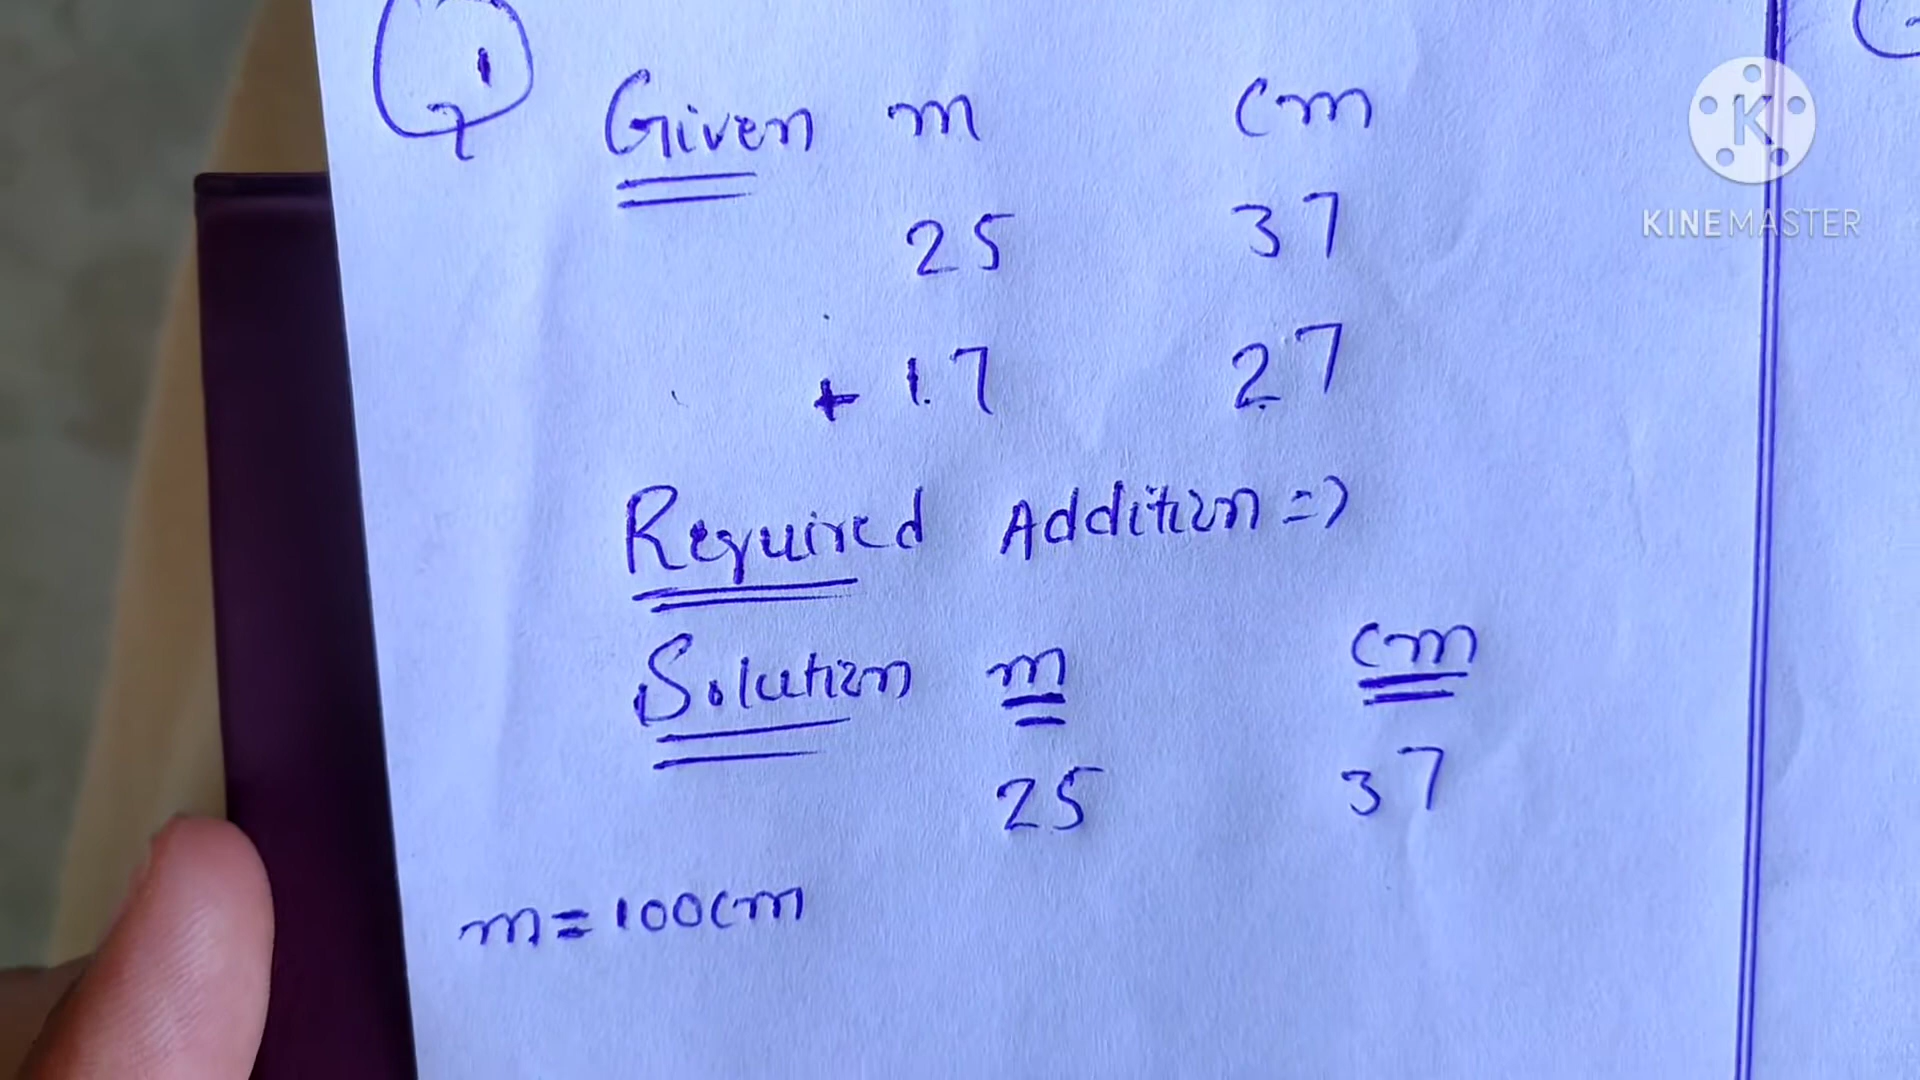 1
Given m cm
25 37
+ 17 27
Required Addition =>
Solution m cm
25 37
m = 100cm
K
KINEMASTER